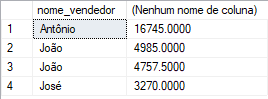 nome_vendedor (Nenhum nome de coluna)
1 Antônio 16745.0000
2 João 4985.0000
3 João 4757.5000
4 José 3270.0000